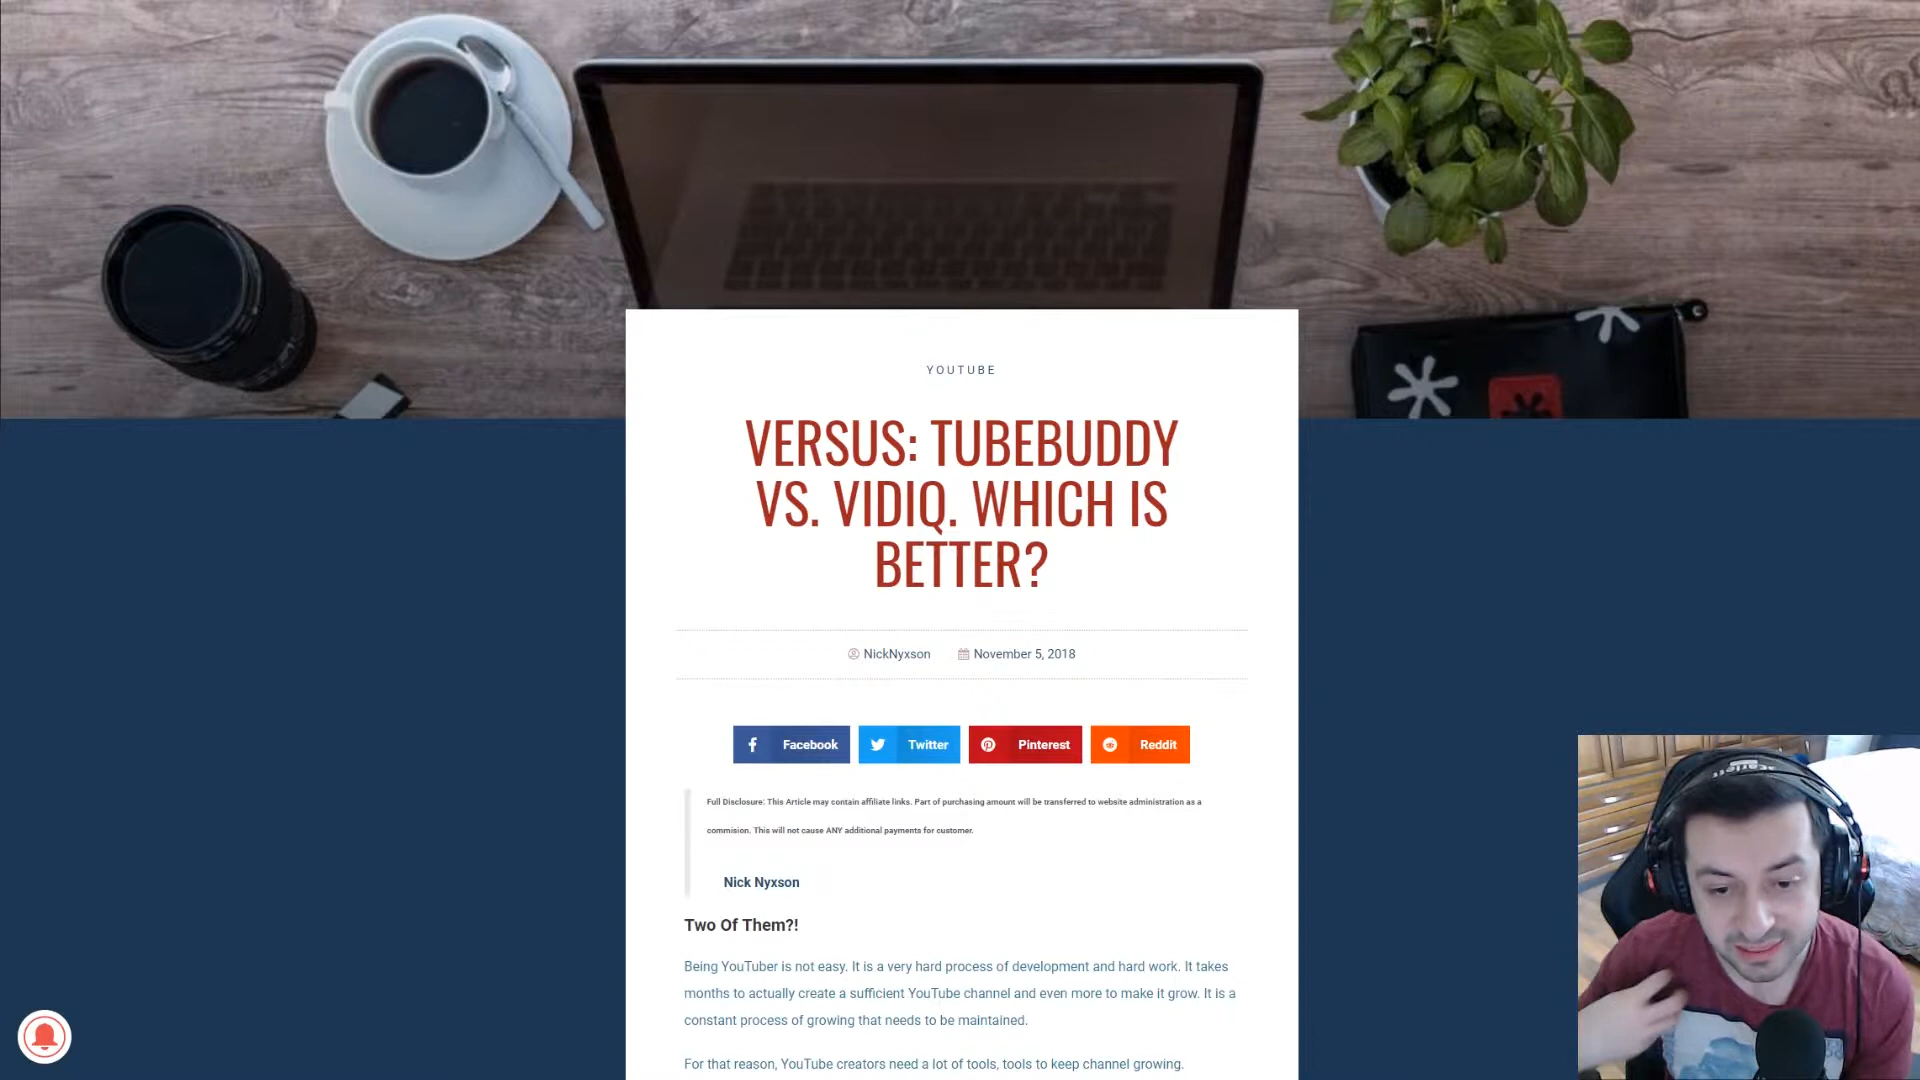 YOUTUBE
VERSUS: TUBEBUDDY
VS. VIDIQ. WHICH IS
BETTER?
NickNyxson November 5, 2018
Facebook Twitter Pinterest Reddit
Full Disclosure: This Article may contain affiliate links. Part of purchasing amount will be transferred to website administration as a
commision. This will not cause ANY additional payments for customer.
Nick Nyxson
Two Of Them?!
Being YouTuber is not easy. It is a very hard process of development and hard work. It takes
months to actually create a sufficient YouTube channel and even more to make it grow. It is a
constant process of growing that needs to be maintained.
For that reason, YouTube creators need a lot of tools, tools to keep channel growing.